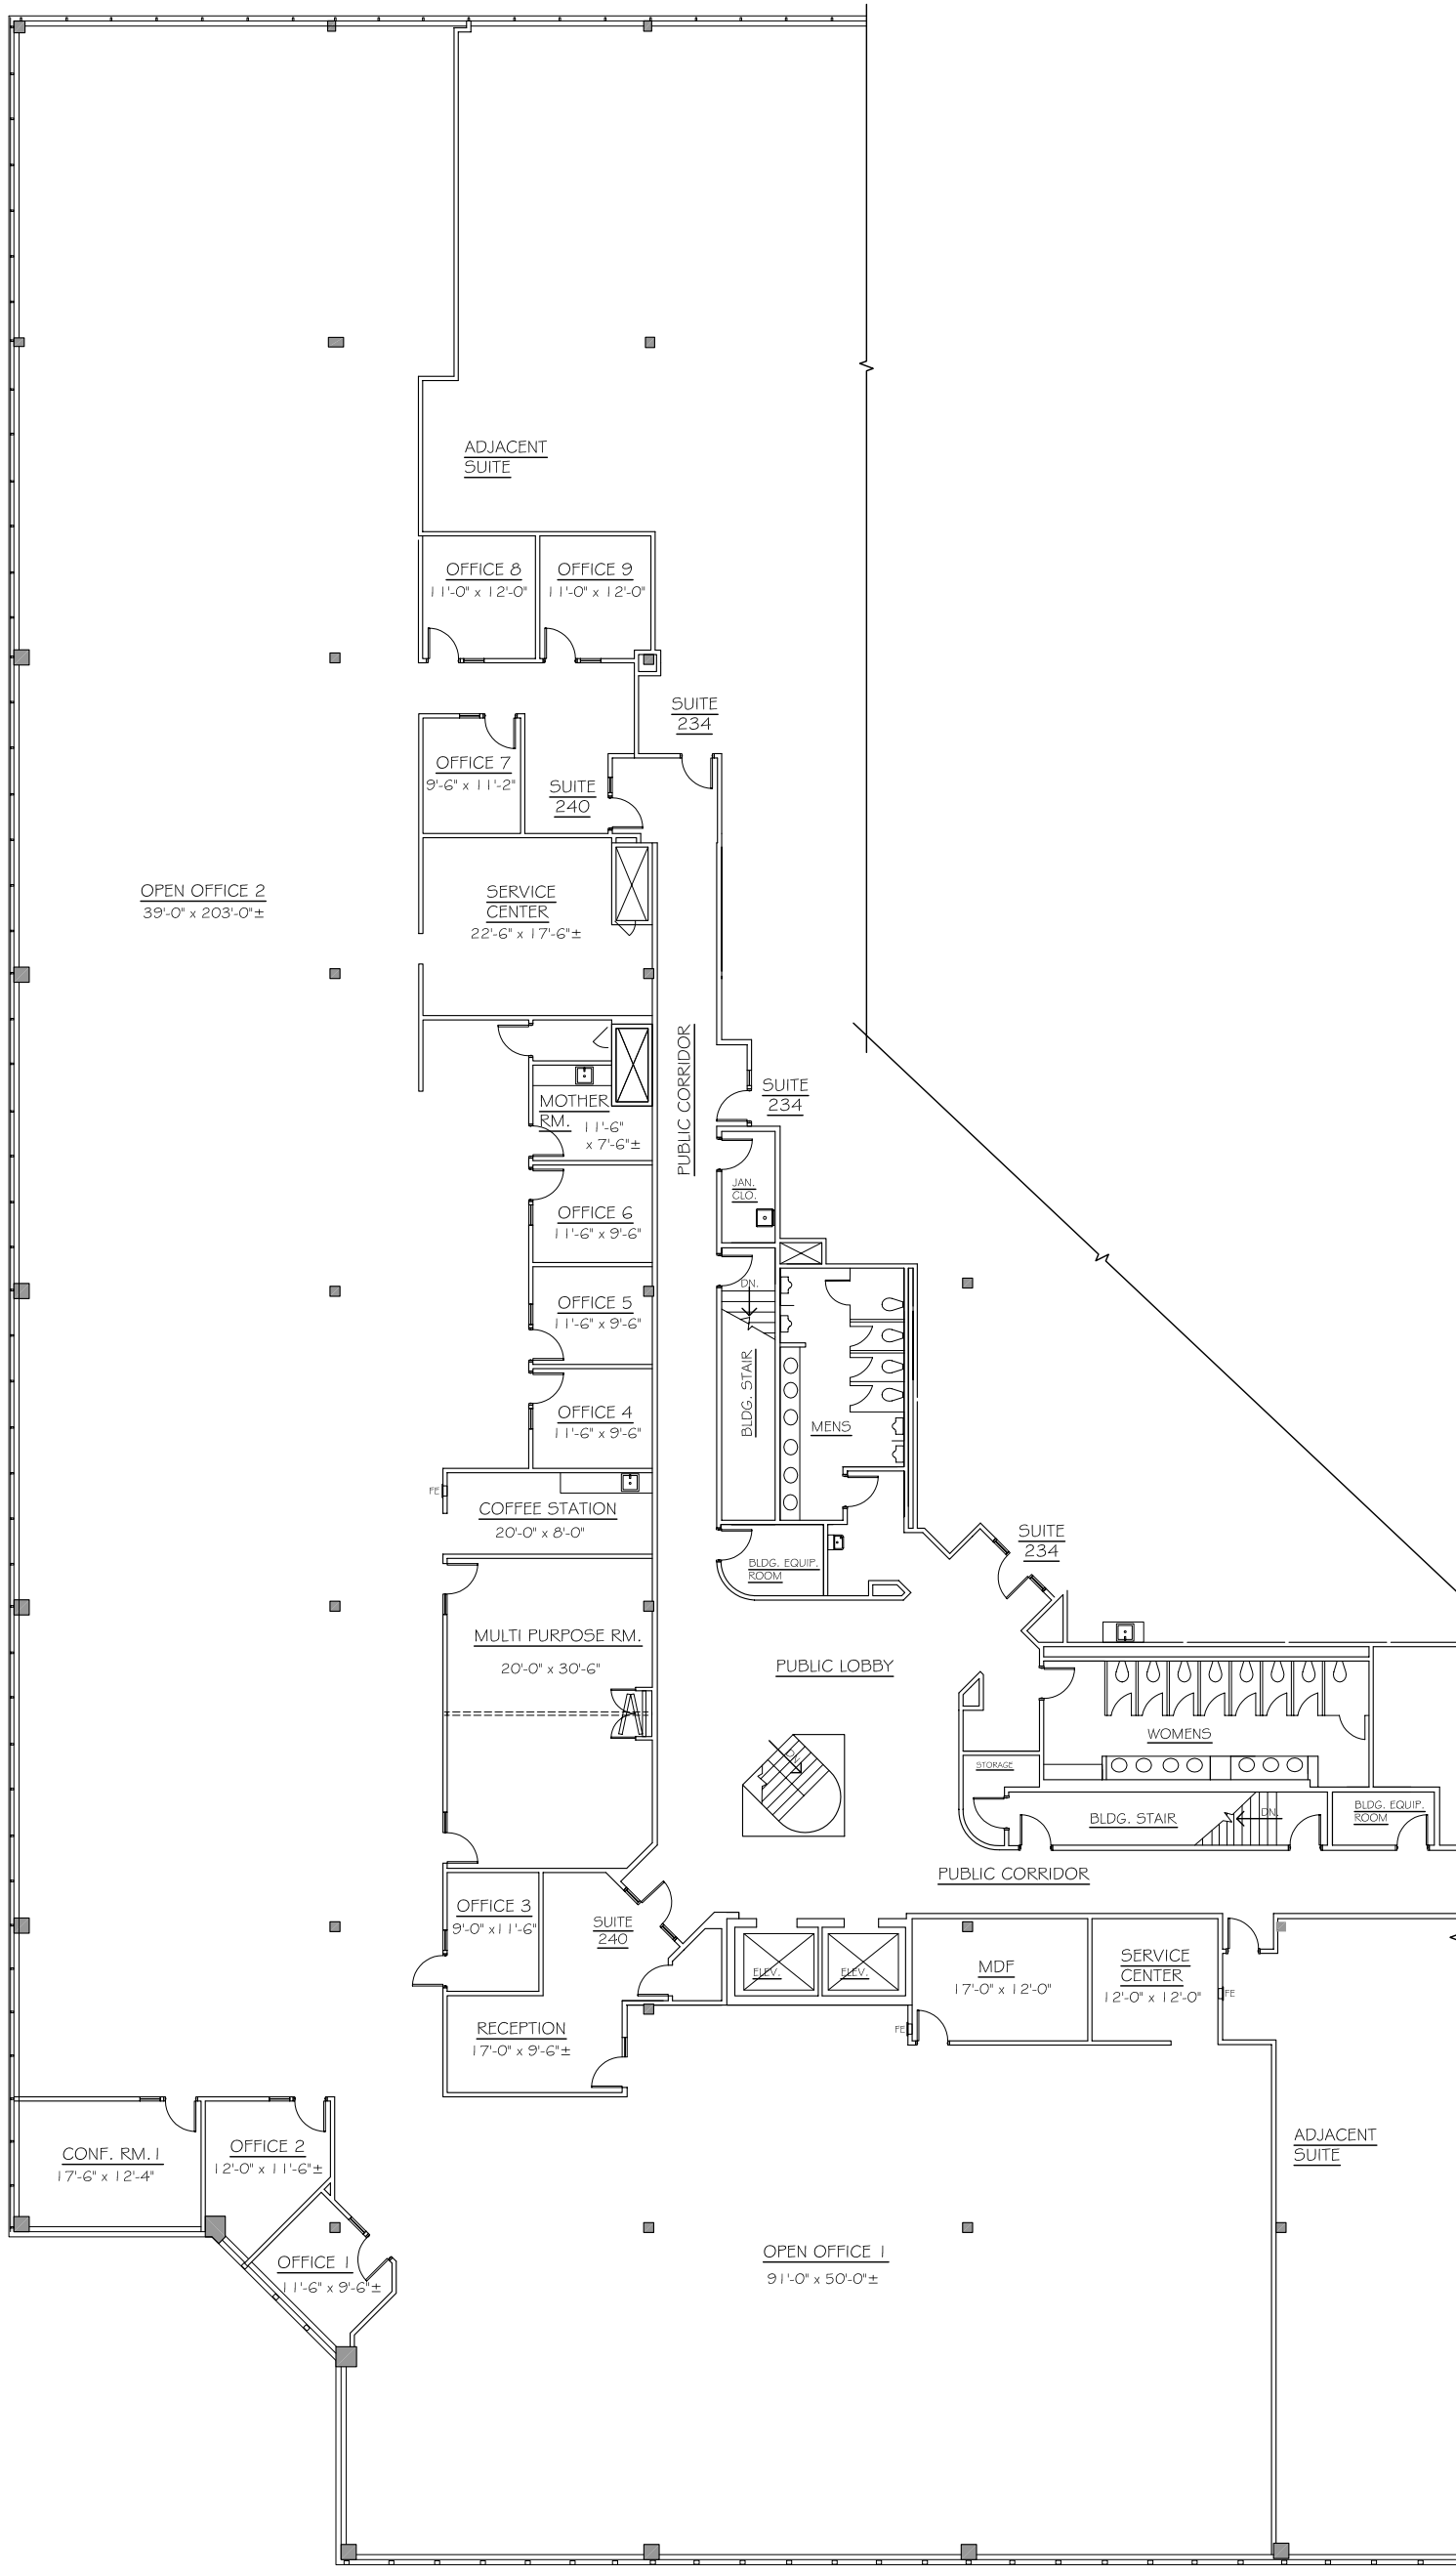 ADJACENT
SUITE
OFFICE 8
11'-0" x 12'-0"
OFFICE 9
11'-0" x 12'-0"
SUITE
234
OFFICE 7
9'-6" x 11'-2"
SUITE
240
OPEN OFFICE 2
39'-0" x 203'-0"±
SERVICE
CENTER
22'-6" x 17'-6"±
PUBLIC CORRIDOR
SUITE
234
MOTHER
RM.
11'-6"
x 7'-6"±
JAN.
CLO.
OFFICE 6
11'-6" x 9'-6"
DN.
OFFICE 5
11'-6" x 9'-6"
BLDG. STAIR
OFFICE 4
11'-6" x 9'-6"
MENS
FE
COFFEE STATION
20'-0" x 8'-0"
SUITE
234
BLDG. EQUIP.
ROOM
MULTI PURPOSE RM.
20'-0" x 30'-6"
PUBLIC LOBBY
WOMENS
DN.
STORAGE
BLDG. STAIR
DN.
BLDG. EQUIP.
ROOM
PUBLIC CORRIDOR
OFFICE 3
9'-0" x11'-6"
SUITE
240
ELEV.
ELEV.
MDF
17'-0" x 12'-0"
SERVICE
CENTER
12'-0" x 12'-0"
FE
FE
RECEPTION
17'-0" x 9'-6"±
CONF. RM.1
17'-6" x 12'-4"
OFFICE 2
12'-0" x 11'-6"±
ADJACENT
SUITE
OFFICE 1
11'-6" x 9'-6"±
OPEN OFFICE 1
91'-0" x 50'-0"±